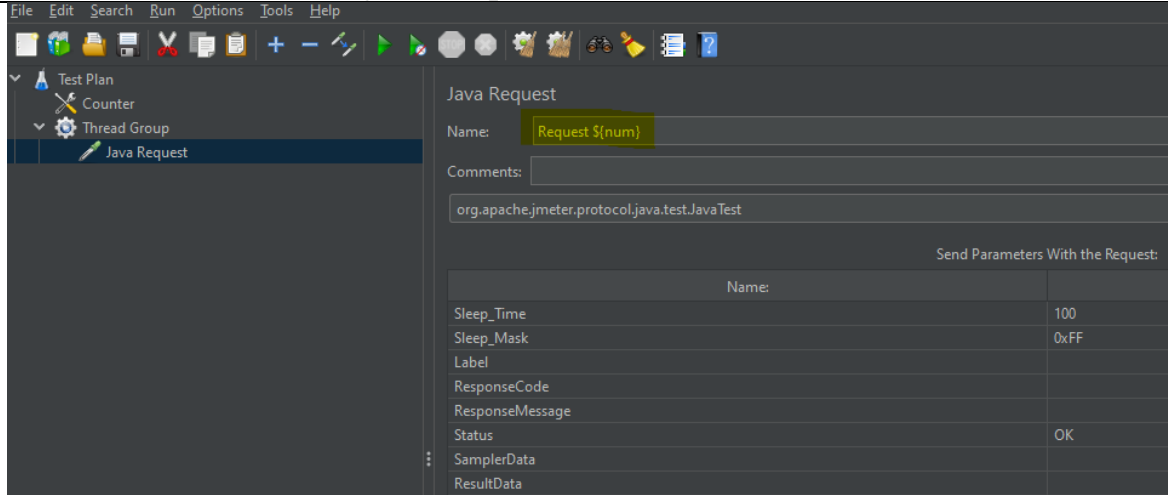 File Edit Search Run Options Tools Help
STOP
?
Test Plan
Counter
Thread Group
Java Request
Java Request
Name: Request ${num}
Comments:
org.apache.jmeter.protocol.java.test.JavaTest
Send Parameters With the Request:
Name:
Sleep_Time 100
Sleep_Mask 0xFF
Label
ResponseCode
ResponseMessage
Status OK
SamplerData
ResultData